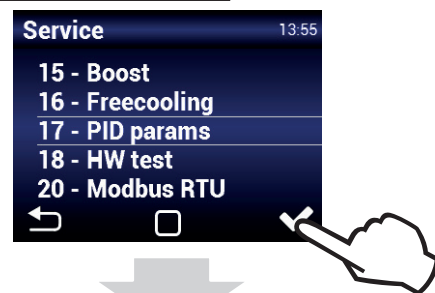 Service 13:55
15 - Boost
16 - Freecooling
17 - PID params
18 - HW test
20 - Modbus RTU